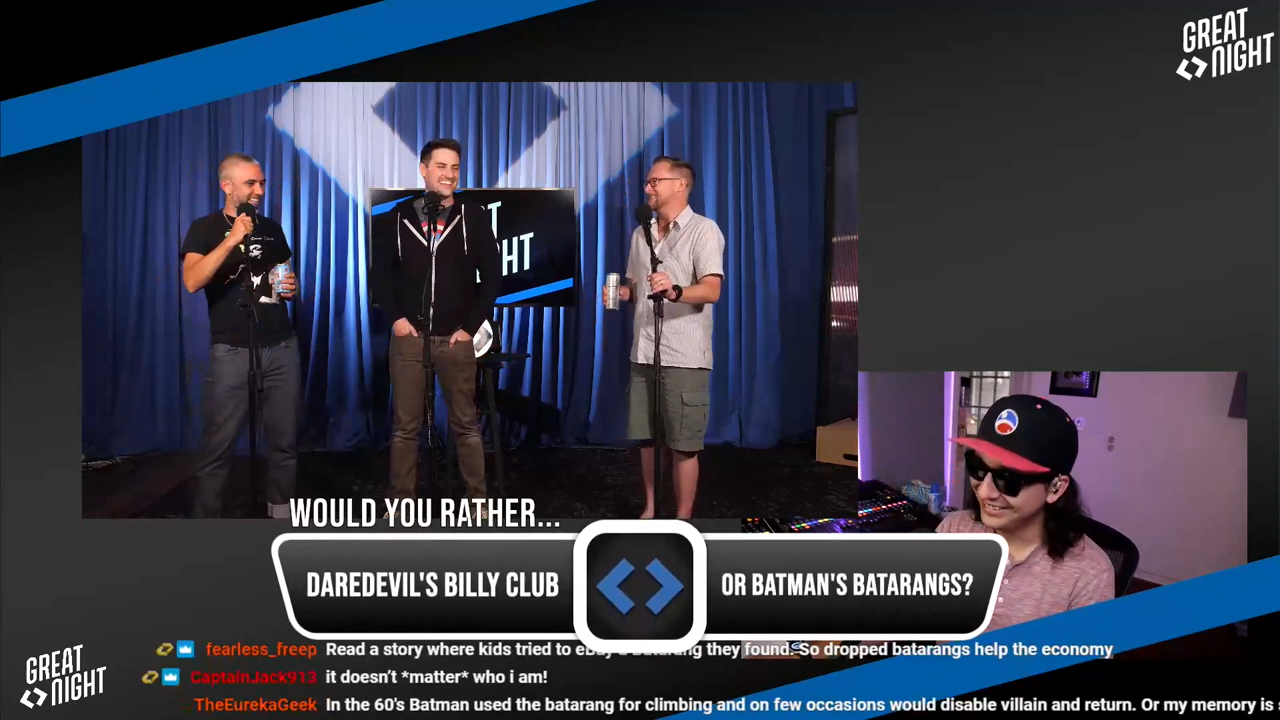 GREAT
NIGHT
WOULD YOU RATHER...
DAREDEVIL'S BILLY CLUB
OR BATMAN'S BATARANGS?
fearless_freep Read a story where kids tried to eBay a batarang they found. So dropped batarangs help the economy
CaptainJack913 it doesn't *matter* who i am!
TheEurekaGeek In the 60's Batman used the batarang for climbing and on few occasions would disable villain and return. Or my memory is
GREAT
NIGHT